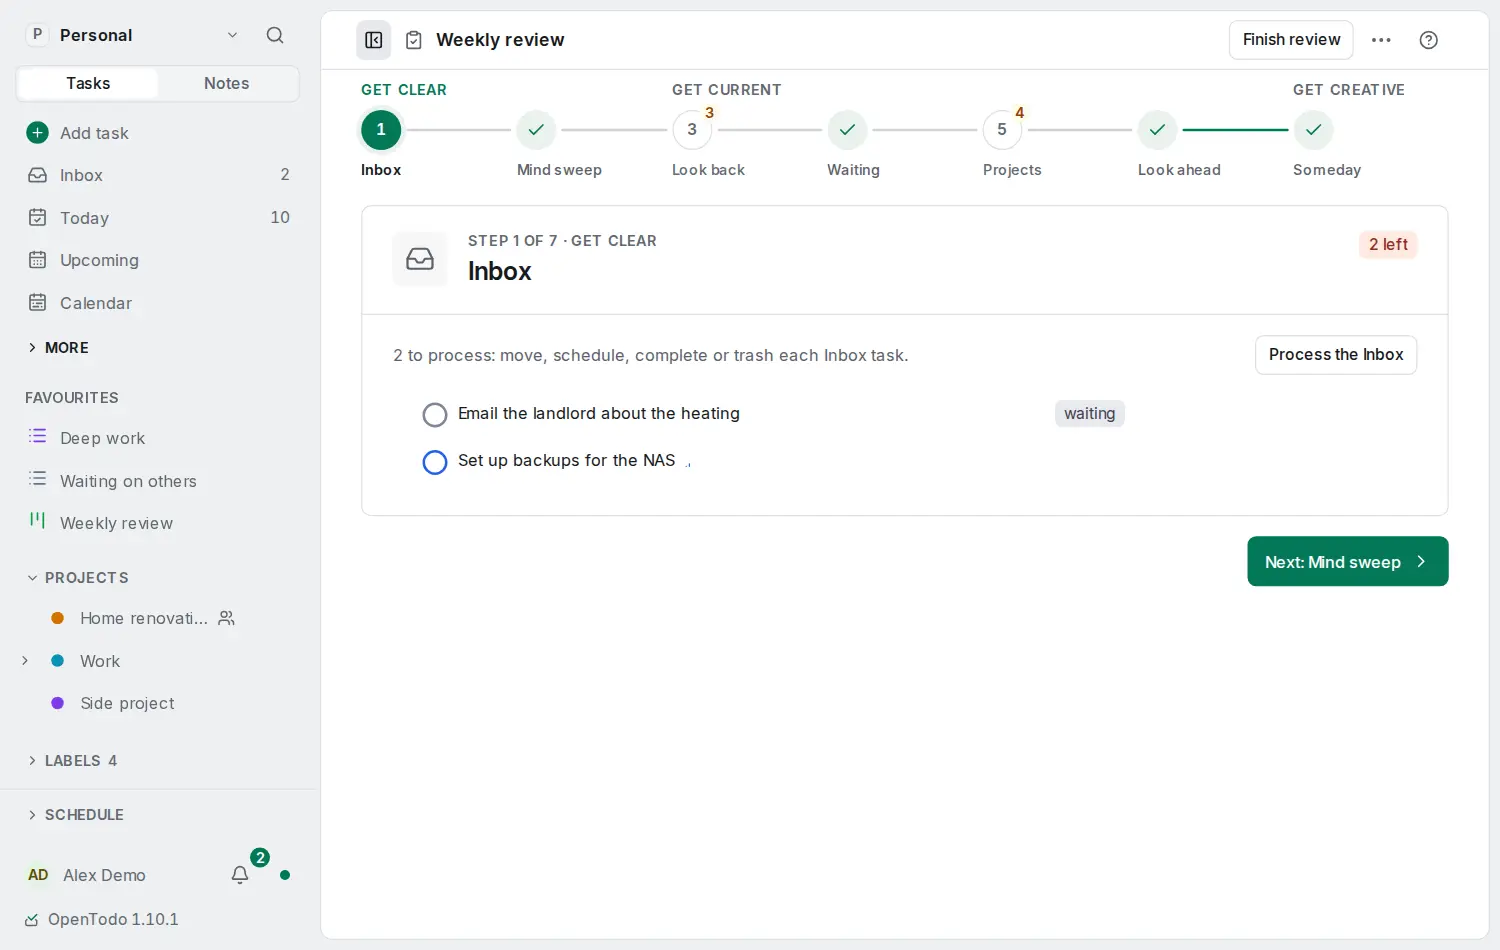 P Personal
Tasks Notes
Add task
Inbox 2
Today 10
Upcoming
Calendar
MORE
FAVOURITES
Deep work
Waiting on others
Weekly review
PROJECTS
Home renovati...
Work
Side project
LABELS 4
SCHEDULE
AD Alex Demo 2
OpenTodo 1.10.1
Weekly review
Finish review
GET CLEAR GET CURRENT GET CREATIVE
1 3 3 5 4
Inbox Mind sweep Look back Waiting Projects Look ahead Someday
STEP 1 OF 7 · GET CLEAR
Inbox
2 left
2 to process: move, schedule, complete or trash each Inbox task.
Process the Inbox
Email the landlord about the heating waiting
Set up backups for the NAS
Next: Mind sweep